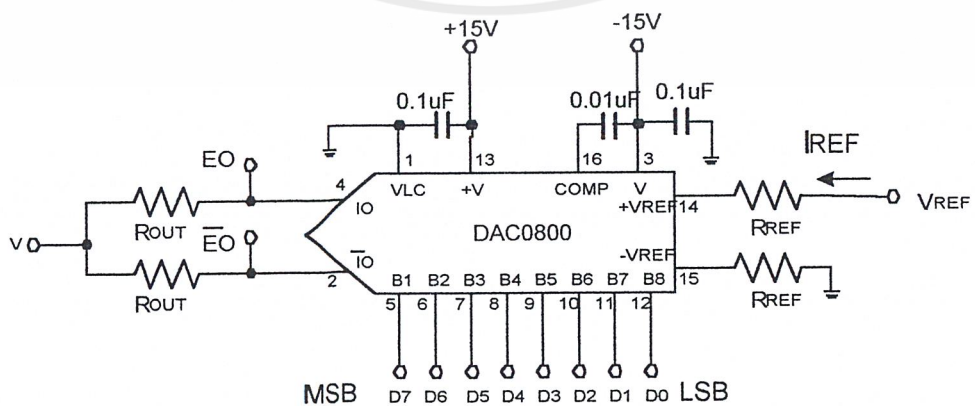 +15V -15V
0.1uF 0.01uF 0.1uF
IREF
1 13 16 3
EO 4 VLC +V COMP V
+VREF 14 VREF
ROUT IO RREF
V DAC0800
EO -VREF
IO 15
ROUT 2 B1 B2 B3 B4 B5 B6 B7 B8 RREF
5 6 7 8 9 10 11 12
MSB D7 D6 D5 D4 D3 D2 D1 D0 LSB